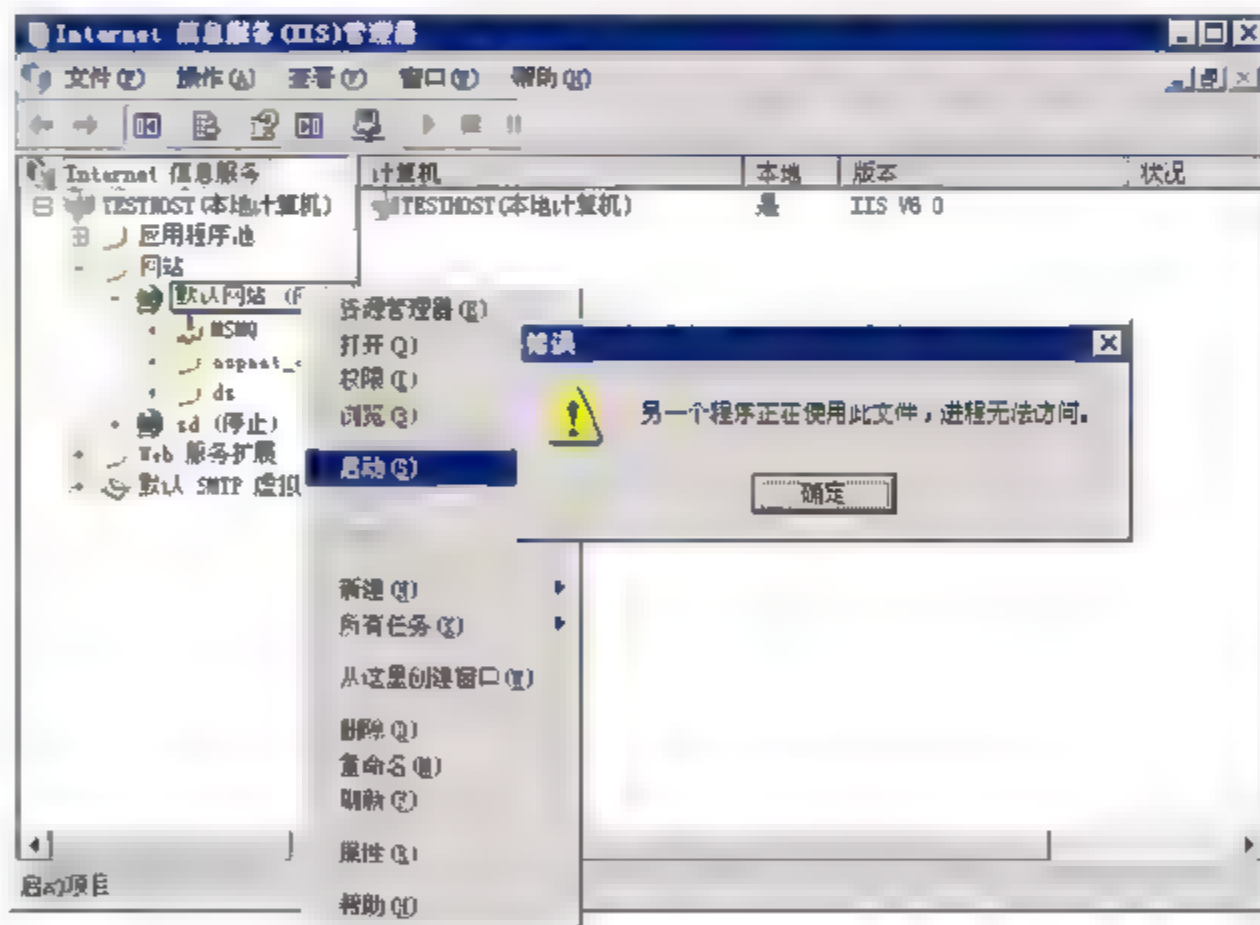 Internet 信息服务(IIS)管理器
文件(F) 操作(A) 查看(V) 窗口(W) 帮助(H)
Internet 信息服务
计算机 本地 版本 状况
TESTHOST(本地计算机)
TESTHOST(本地计算机) 是 IIS V6.0
应用程序池
网站
默认网站 (
MSMQ
aspnet_
ds
sd (停止)
Web 服务扩展
默认 SMTP 虚拟
资源管理器(E)
打开(O)
权限(I)
浏览(B)
启动(S)
新建(N)
所有任务(K)
从这里创建窗口(W)
删除(D)
重命名(M)
刷新(F)
属性(R)
帮助(H)
错误
另一个程序正在使用此文件，进程无法访问。
确定
启动项目